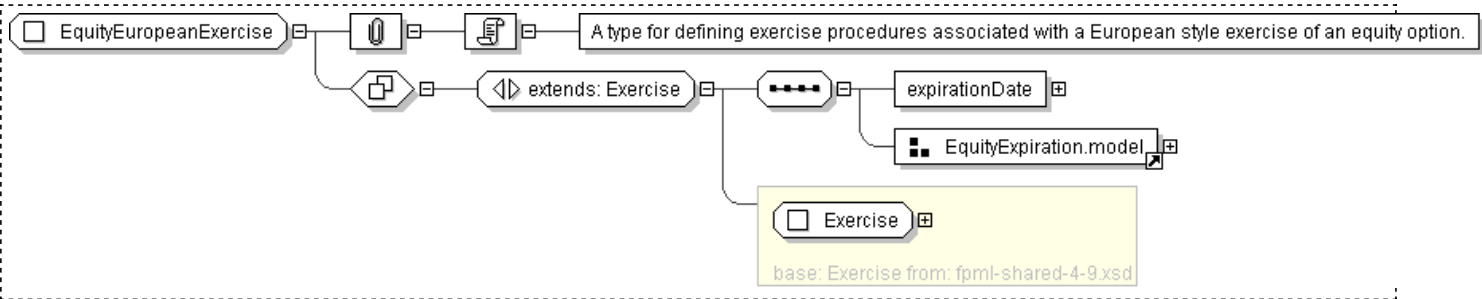 EquityEuropeanExercise
A type for defining exercise procedures associated with a European style exercise of an equity option.
extends: Exercise
expirationDate
EquityExpiration.model
Exercise
base: Exercise from: fpml-shared-4-9.xsd